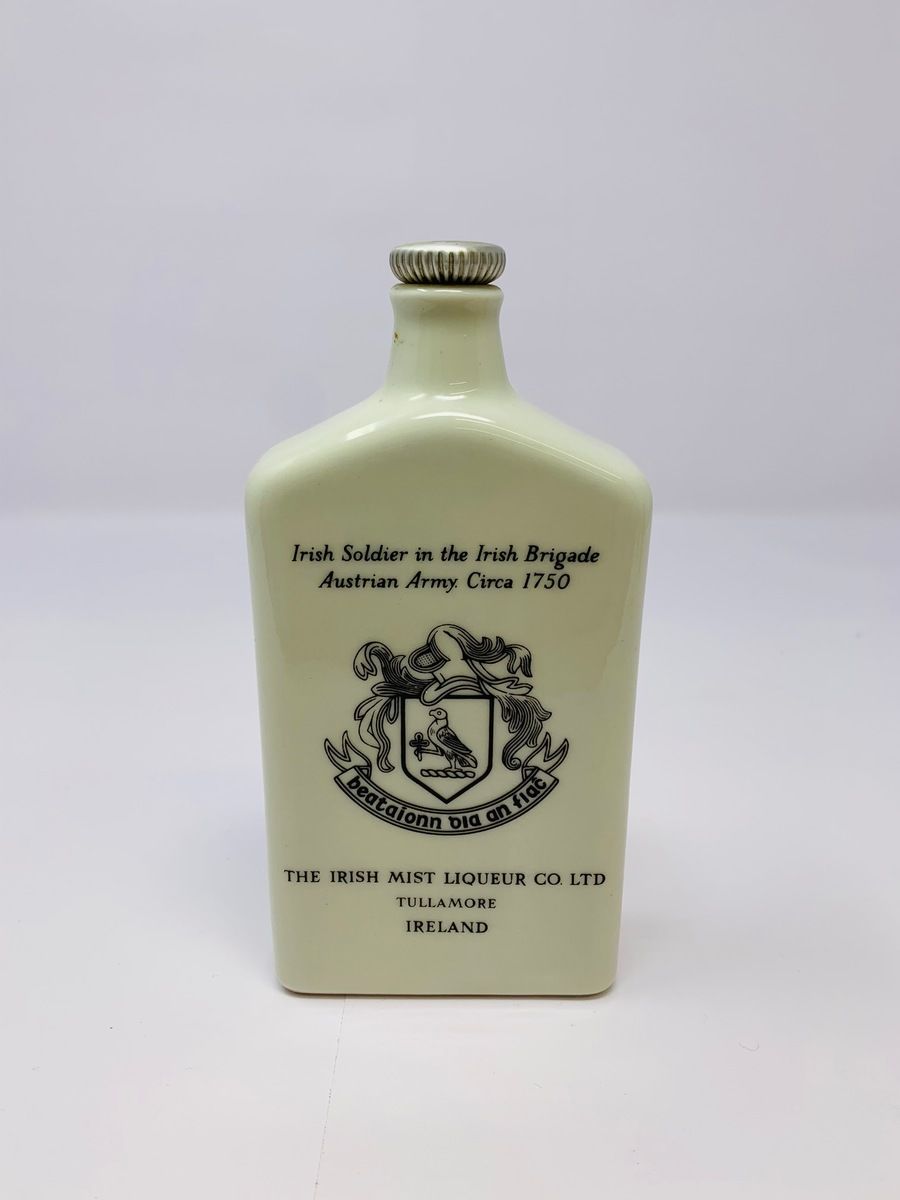 Irish Soldier in the Irish Brigade
Austrian Army. Circa 1750
beataionn dia an fiaċ
THE IRISH MIST LIQUEUR CO. LTD
TULLAMORE
IRELAND